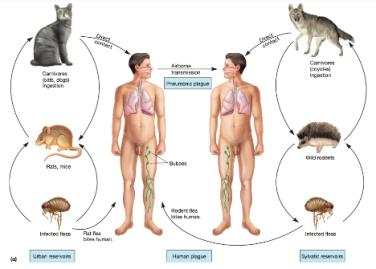 Direct
contact
Carnivores
(cats, dogs)
Ingestion
Rats, mice
Infected fleas
Rat flea
bites human.
Urban reservoirs
Airborne
transmission
Pneumonic plague
Buboes
Rodent flea
bites human.
Human plague
Direct
contact
Carnivores
(coyotes)
Ingestion
Wild rodents
Infected fleas
Sylvatic reservoirs
(a)